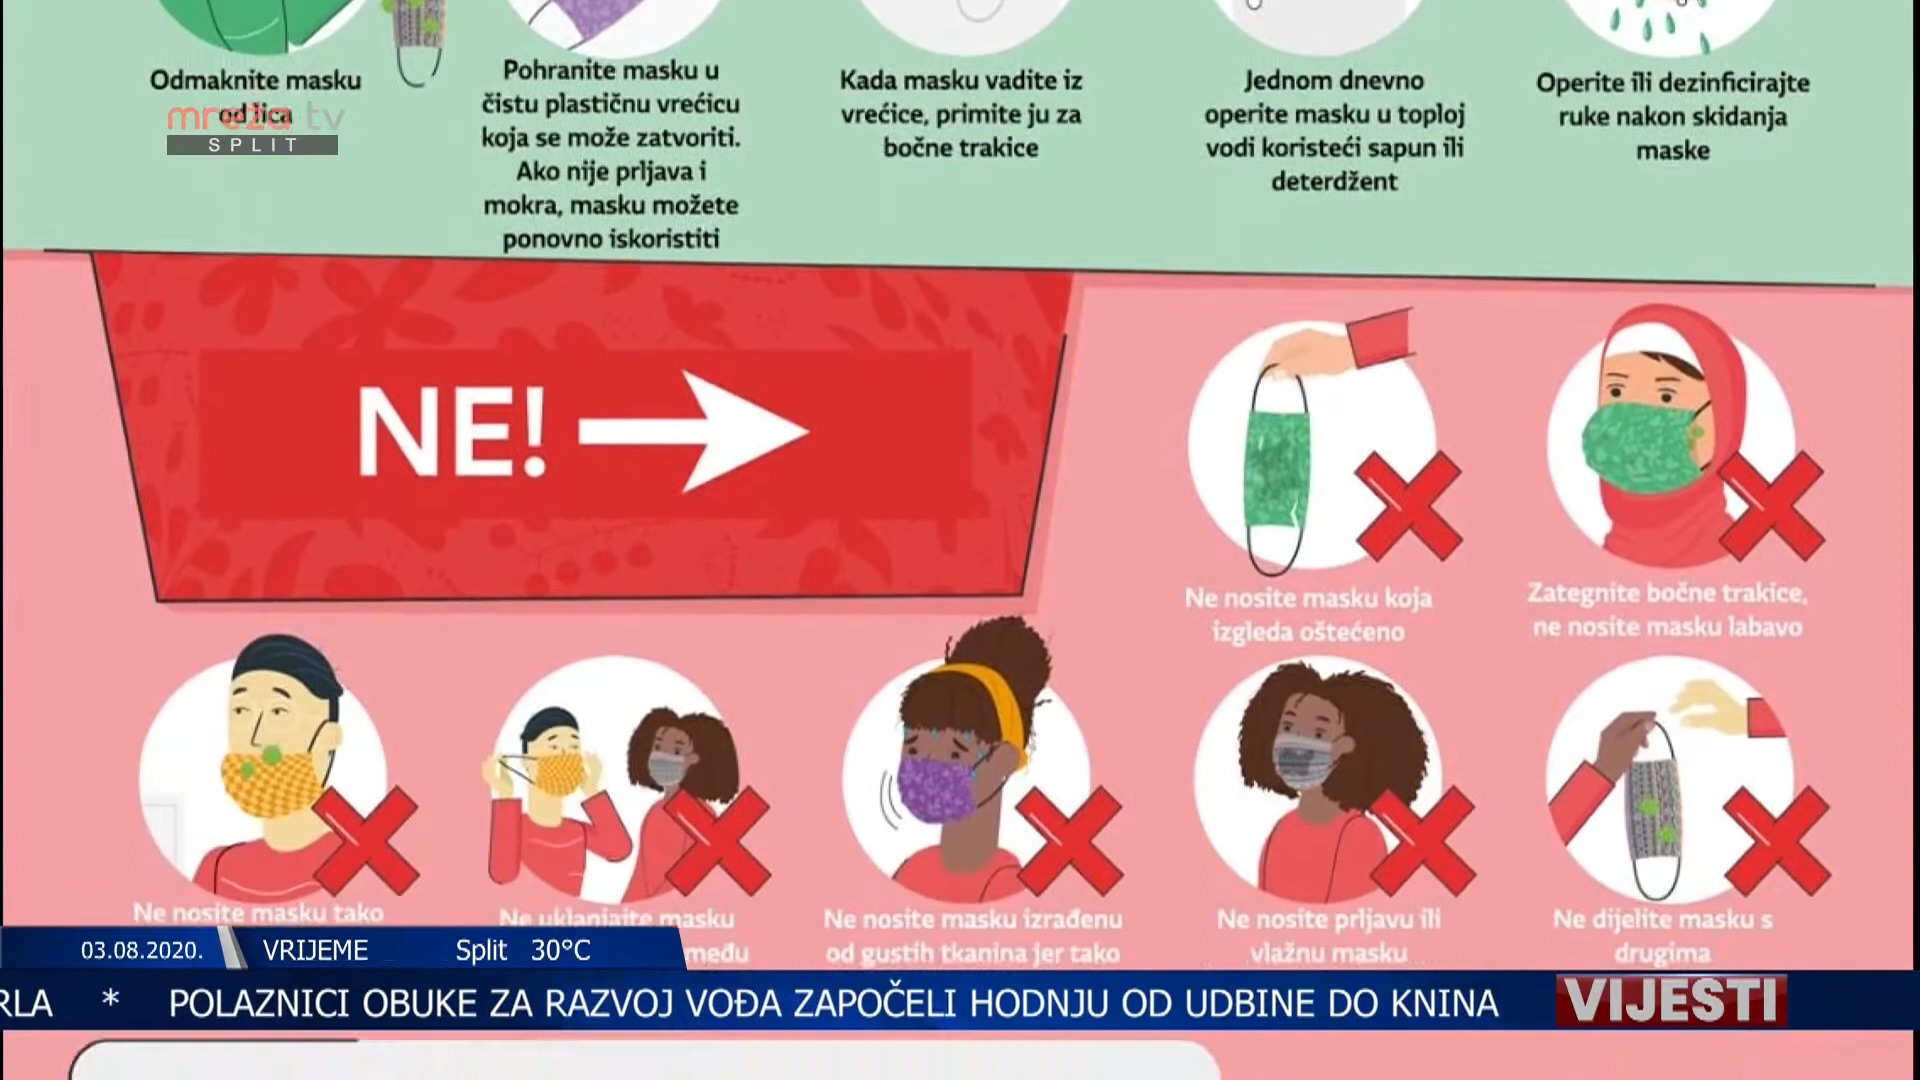 Odmaknite masku
od lica
Pohranite masku u
čistu plastičnu vrećicu
koja se može zatvoriti.
Ako nije prljava i
mokra, masku možete
ponovno iskoristiti
Kada masku vadite iz
vrećice, primite ju za
bočne trakice
Jednom dnevno
operite masku u toploj
vodi koristeći sapun ili
deterdžent
Operite ili dezinficirajte
ruke nakon skidanja
maske
mreža tv
SPLIT
NE!
Ne nosite masku koja
izgleda oštećeno
Zategnite bočne trakice,
ne nosite masku labavo
Ne nosite masku tako
Ne uklanjajte masku
među
Ne nosite masku izrađenu
od gustih tkanina jer tako
Ne nosite prljavu ili
vlažnu masku
Ne dijelite masku s
drugima
03.08.2020. VRIJEME Split 30°C
RLA * POLAZNICI OBUKE ZA RAZVOJ VOĐA ZAPOČELI HODNJU OD UDBINE DO KNINA
VIJESTI